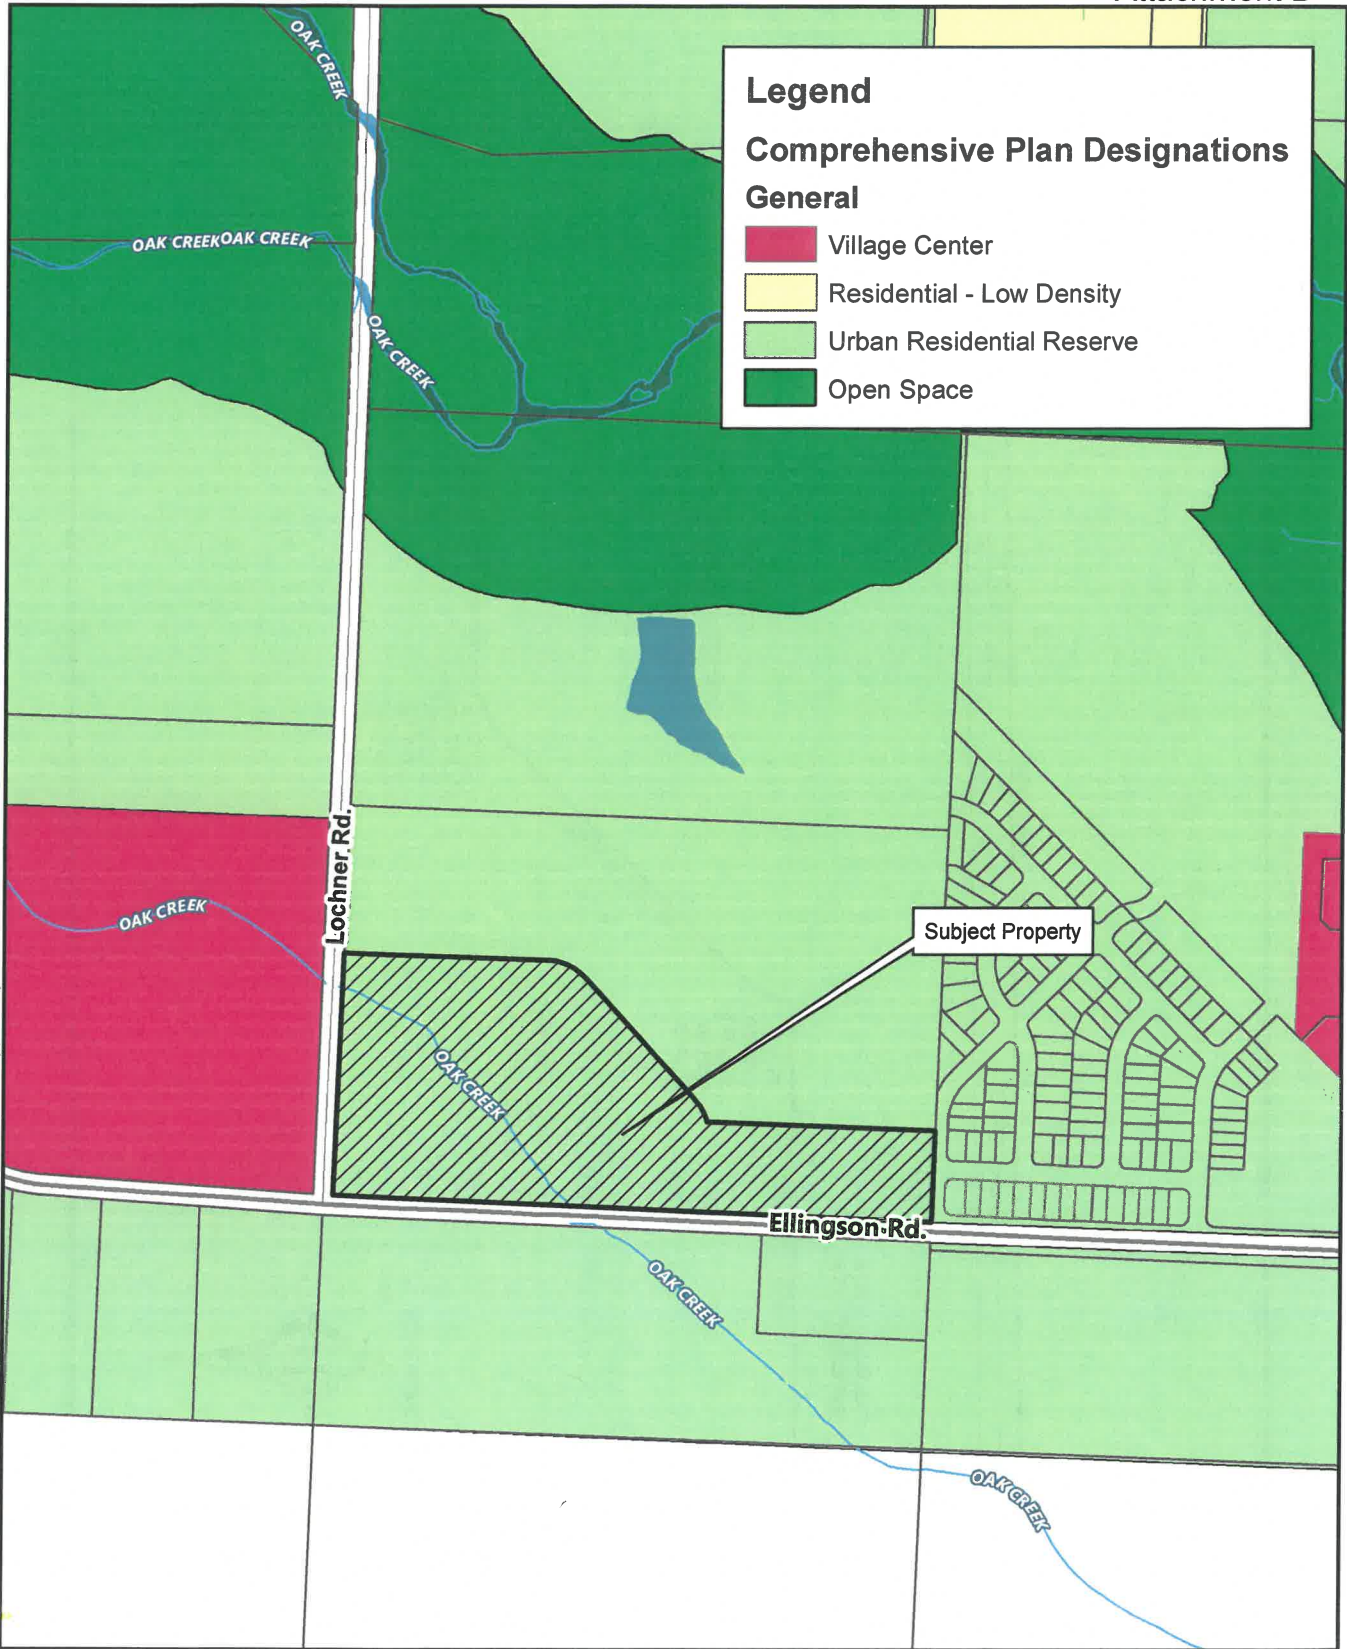 OAK CREEK
Legend
Comprehensive Plan Designations
General
Village Center
Residential - Low Density
Urban Residential Reserve
Open Space
OAK CREEKOAK CREEK
OAK CREEK
Lochner Rd.
OAK CREEK
Subject Property
OAK CREEK
Ellingson Rd.
OAK CREEK
OAK CREEK